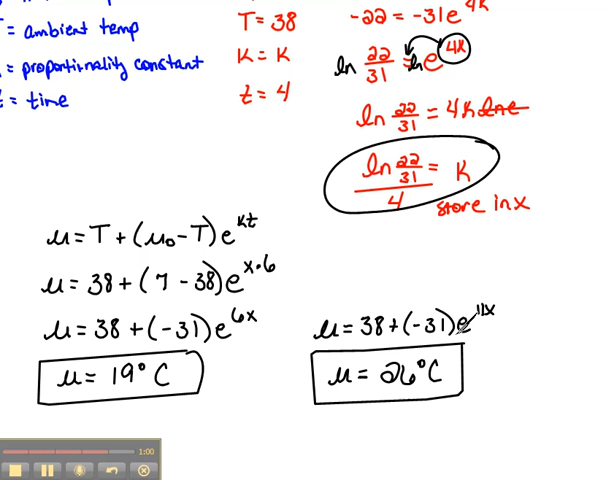 = ambient temp
= proportionality constant
= time
T = 38
K = K
t = 4
-22 = -31e^4K
ln 22/31 = ln e^4K
ln 22/31 = 4K ln e
ln 22/31 / 4 = K
store in x
u = T + (u₀ - T)e^kt
u = 38 + (7 - 38)e^x·6
u = 38 + (-31)e^6x
u = 19° C
u = 38 + (-31)e^11x
u = 26° C
1:00